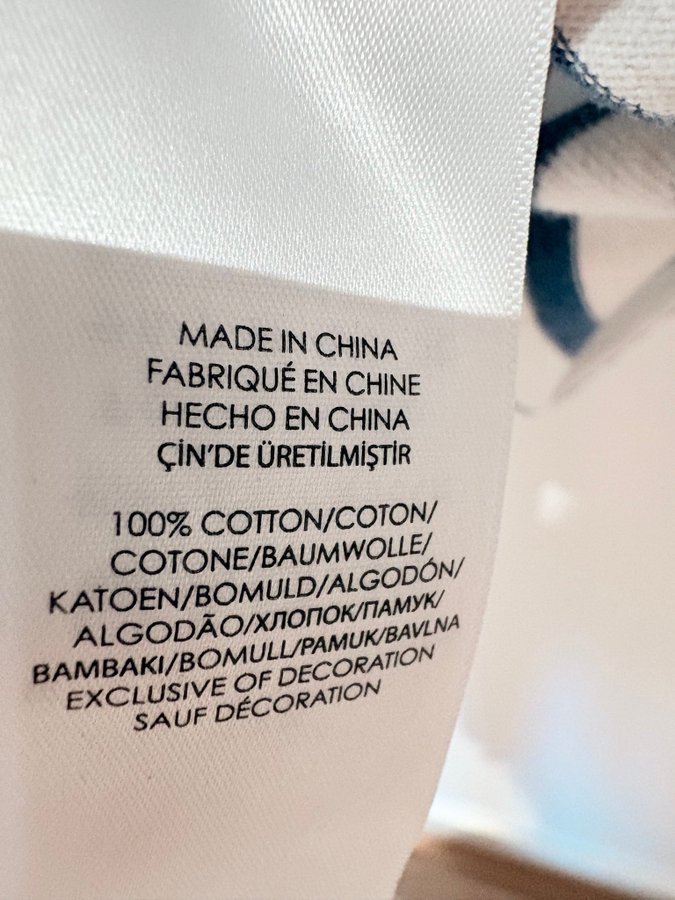 MADE IN CHINA
FABRIQUÉ EN CHINE
HECHO EN CHINA
ÇİN'DE ÜRETİLMİŞTİR
100% COTTON/COTON/
COTONE/BAUMWOLLE/
KATOEN/BOMULD/ALGODÓN/
ALGODÃO/ХЛОПОК/ПАМУК/
BAMBAKI/BOMULL/PAMUK/BAVLNA
EXCLUSIVE OF DECORATION
SAUF DÉCORATION